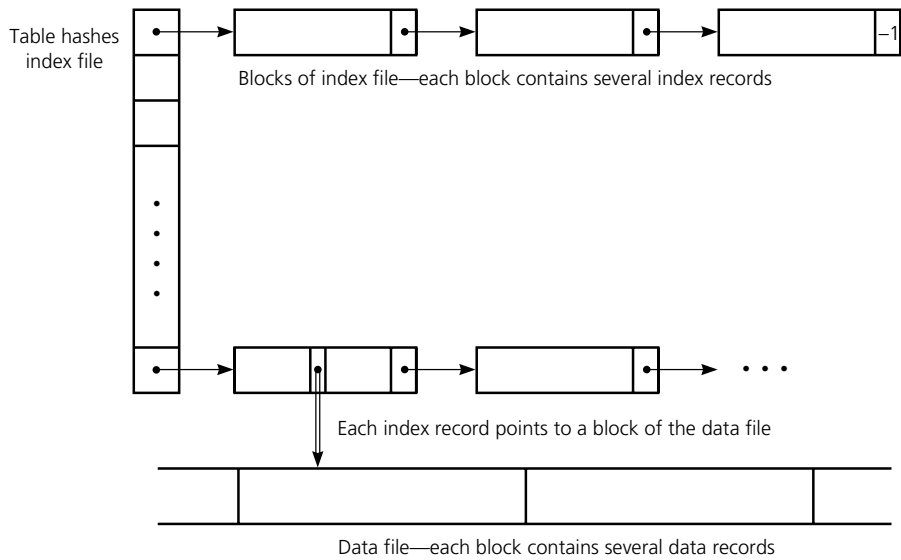 Table hashes
index file
–1
Blocks of index file—each block contains several index records
Each index record points to a block of the data file
Data file—each block contains several data records